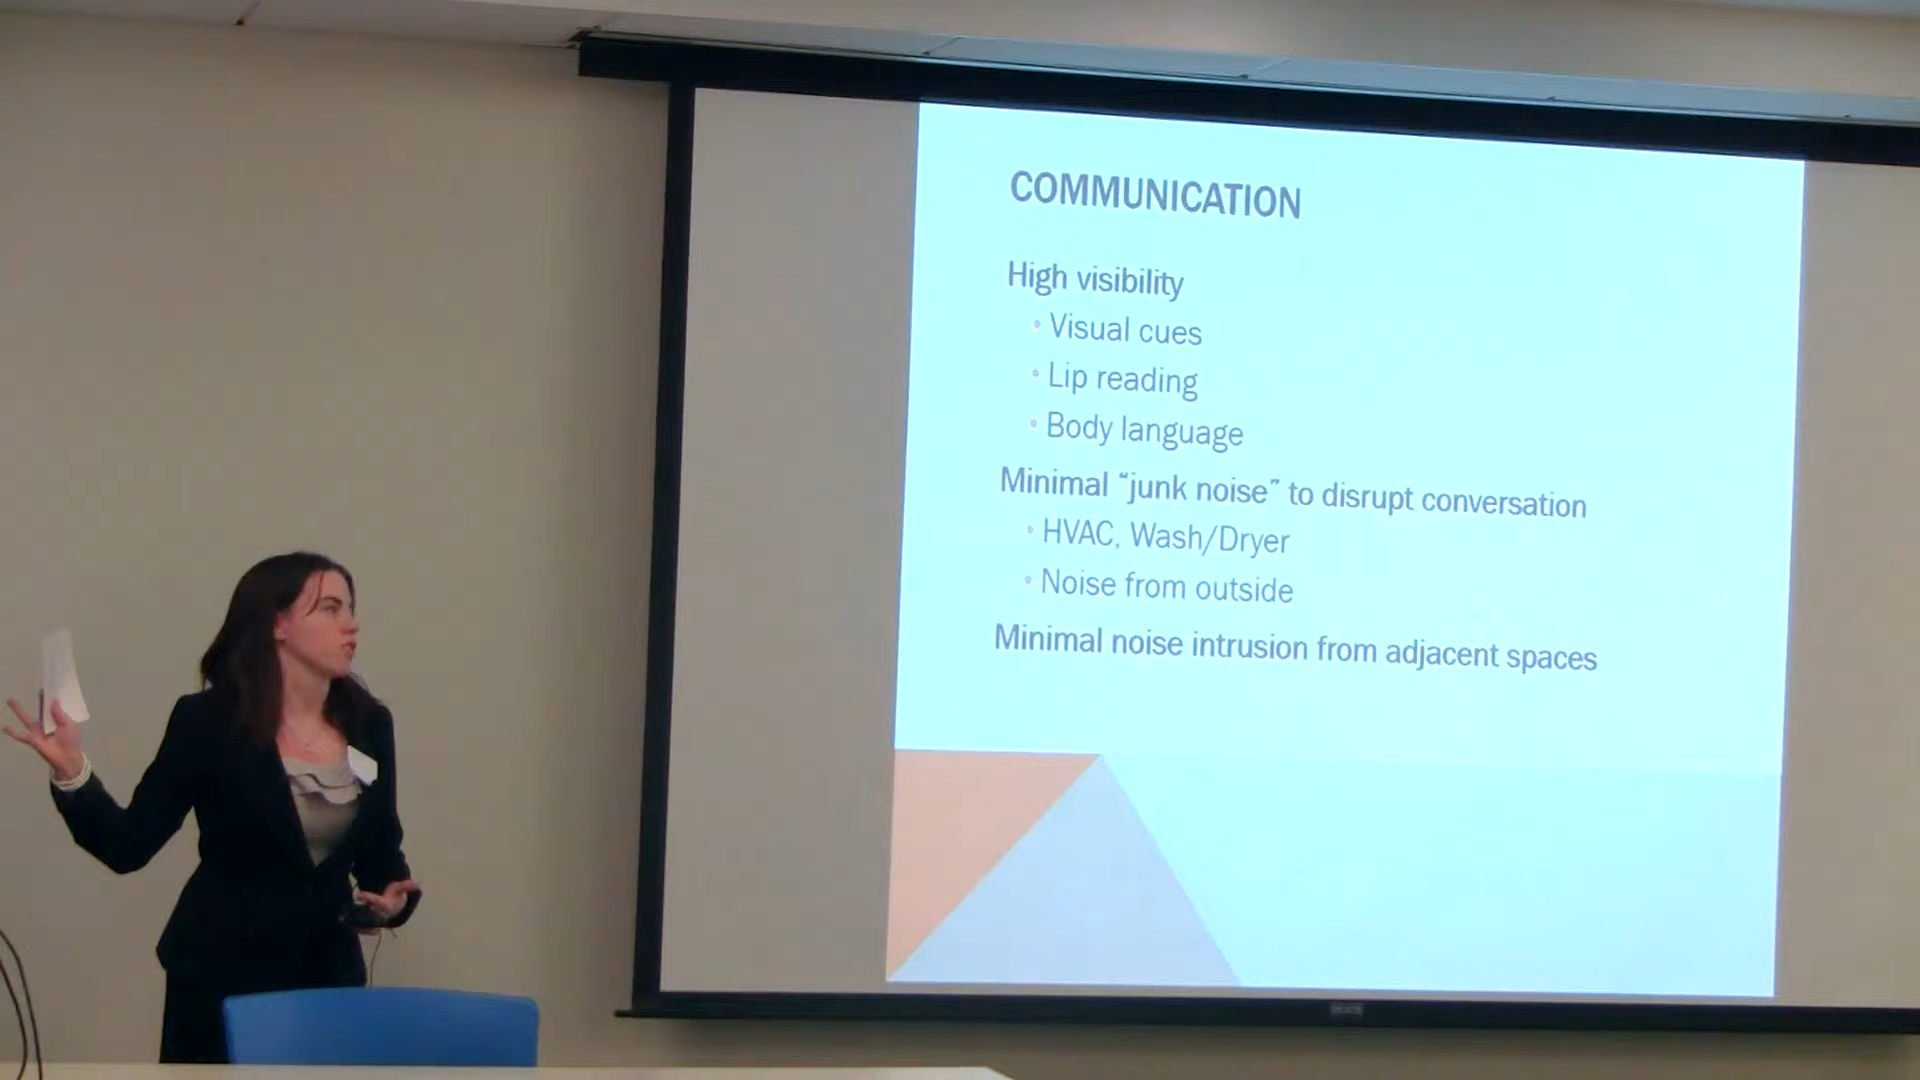 COMMUNICATION
High visibility
• Visual cues
• Lip reading
• Body language
Minimal “junk noise” to disrupt conversation
• HVAC, Wash/Dryer
• Noise from outside
Minimal noise intrusion from adjacent spaces